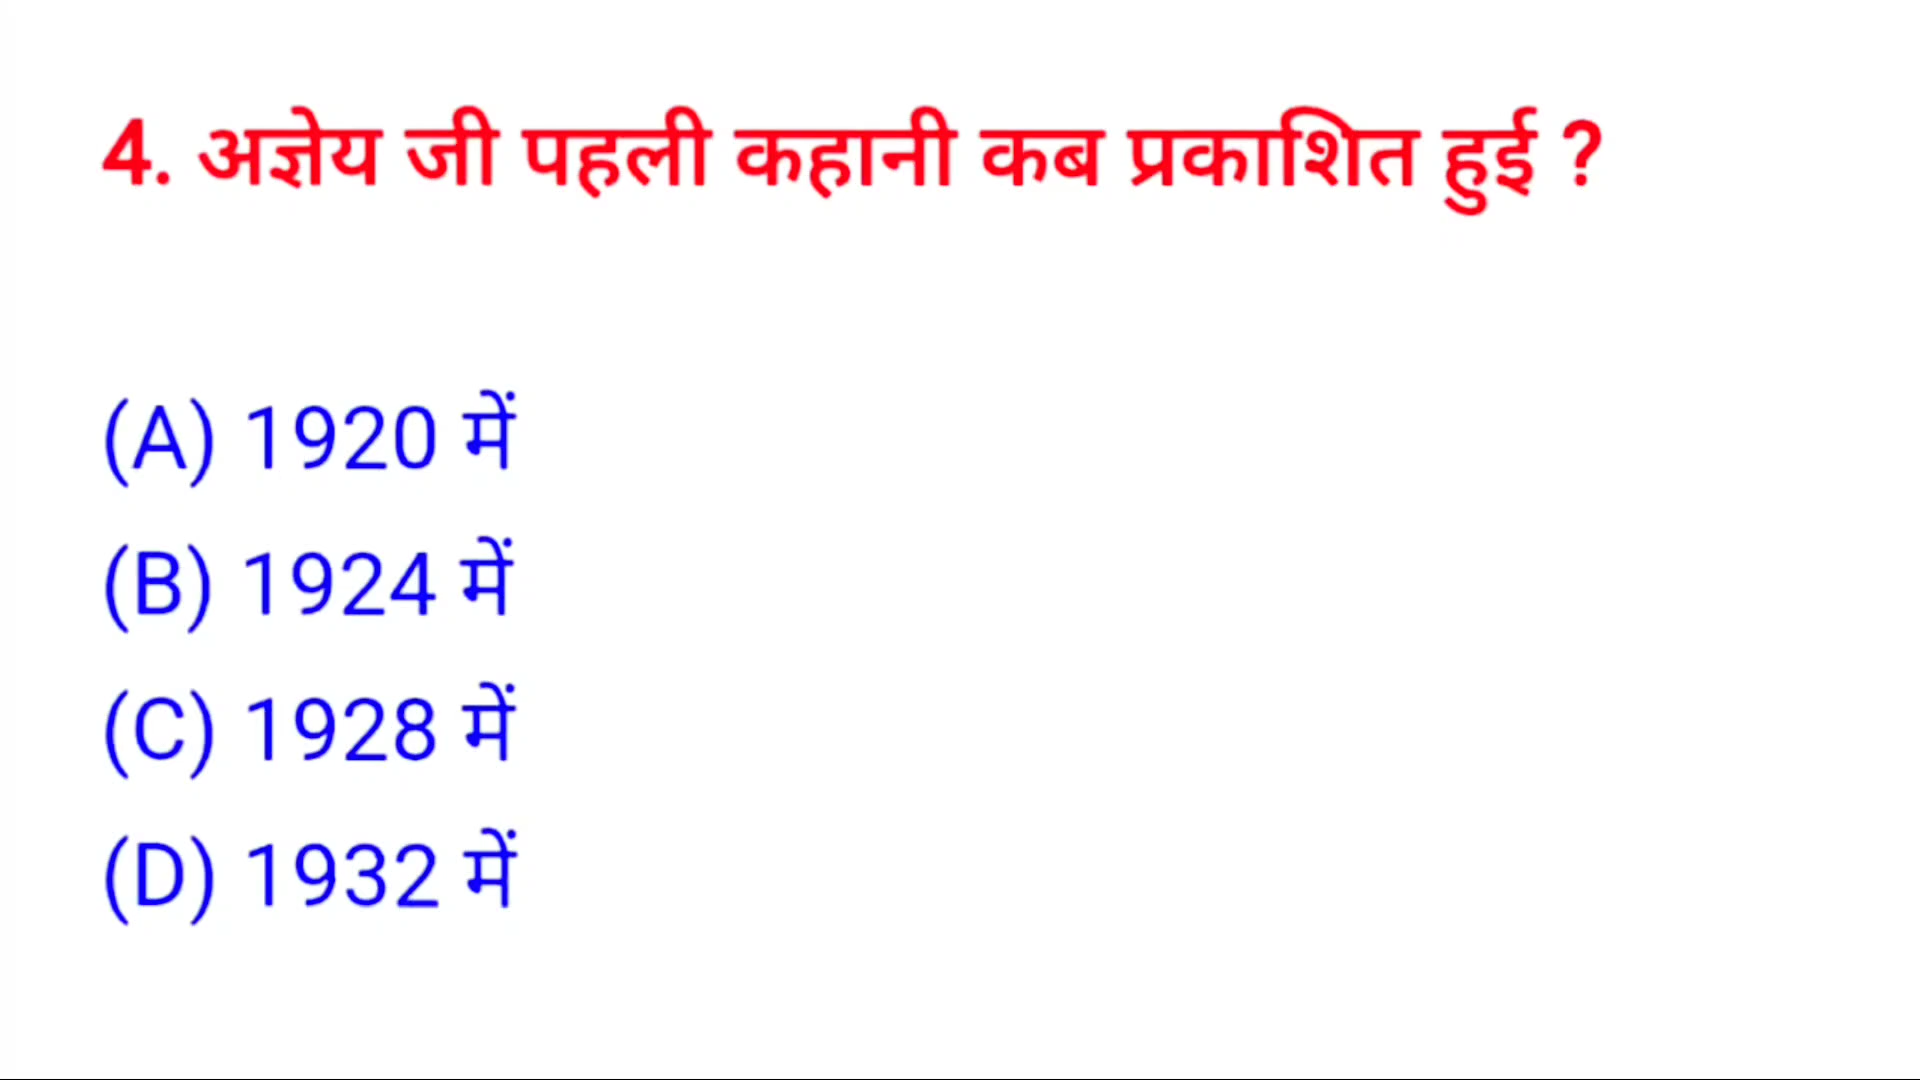 4. अज्ञेय जी पहली कहानी कब प्रकाशित हुई ?
(A) 1920 में
(B) 1924 में
(C) 1928 में
(D) 1932 में